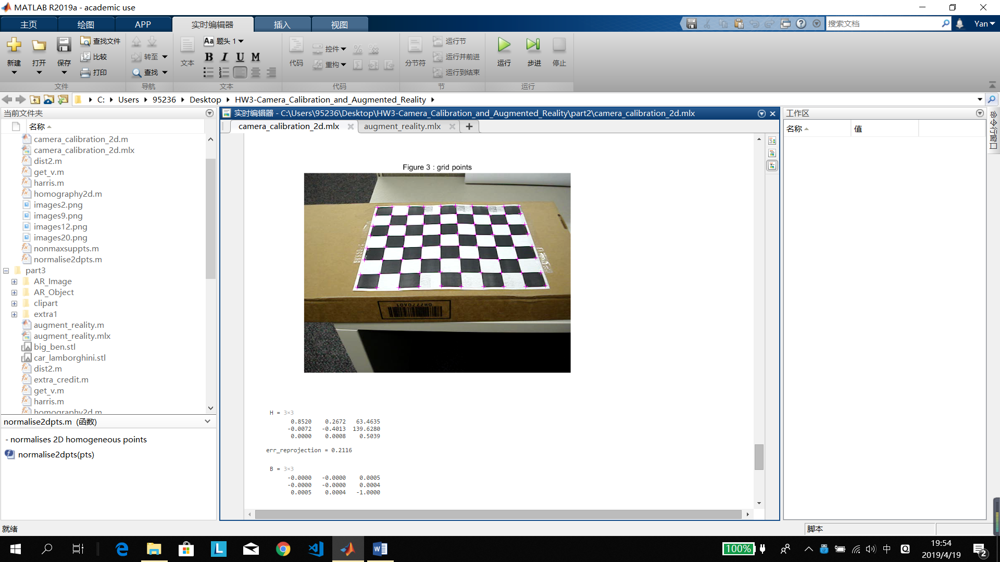 MATLAB R2019a - academic use
主页 绘图 APP 实时编辑器 插入 视图
搜索文档
Yan
新建 打开 保存
查找文件
比较
打印
文件
转至
查找
导航
文本
Aa 题头 1
B I U M
文本
代码
控件
重构
代码
分节符
运行节
运行并前进
运行到结束
节
运行 步进 停止
运行
C: Users 95236 Desktop HW3-Camera_Calibration_and_Augmented_Reality
当前文件夹
名称
camera_calibration_2d.m
camera_calibration_2d.mlx
dist2.m
get_v.m
harris.m
homography2d.m
images2.png
images9.png
images12.png
images20.png
nonmaxsuppts.m
normalise2dpts.m
part3
AR_Image
AR_Object
clipart
extra1
augment_reality.m
augment_reality.mlx
big_ben.stl
car_lamborghini.stl
dist2.m
extra_credit.m
get_v.m
harris.m
homography2d.m
normalise2dpts.m (函数)
- normalises 2D homogeneous points
normalise2dpts(pts)
实时编辑器 - C:\Users\95236\Desktop\HW3-Camera_Calibration_and_Augmented_Reality\part2\camera_calibration_2d.mlx
camera_calibration_2d.mlx augment_reality.mlx
Figure 3 : grid points
H = 3×3
0.8520 0.2672 63.4635
-0.0072 -0.4013 139.6280
0.0000 0.0008 0.5039
err_reprojection = 0.2116
B = 3×3
-0.0000 -0.0000 0.0005
-0.0000 -0.0000 0.0004
0.0005 0.0004 -1.0000
工作区
名称 值
命令行窗口
就绪
脚本
100%
中
19:54
2019/4/19
2